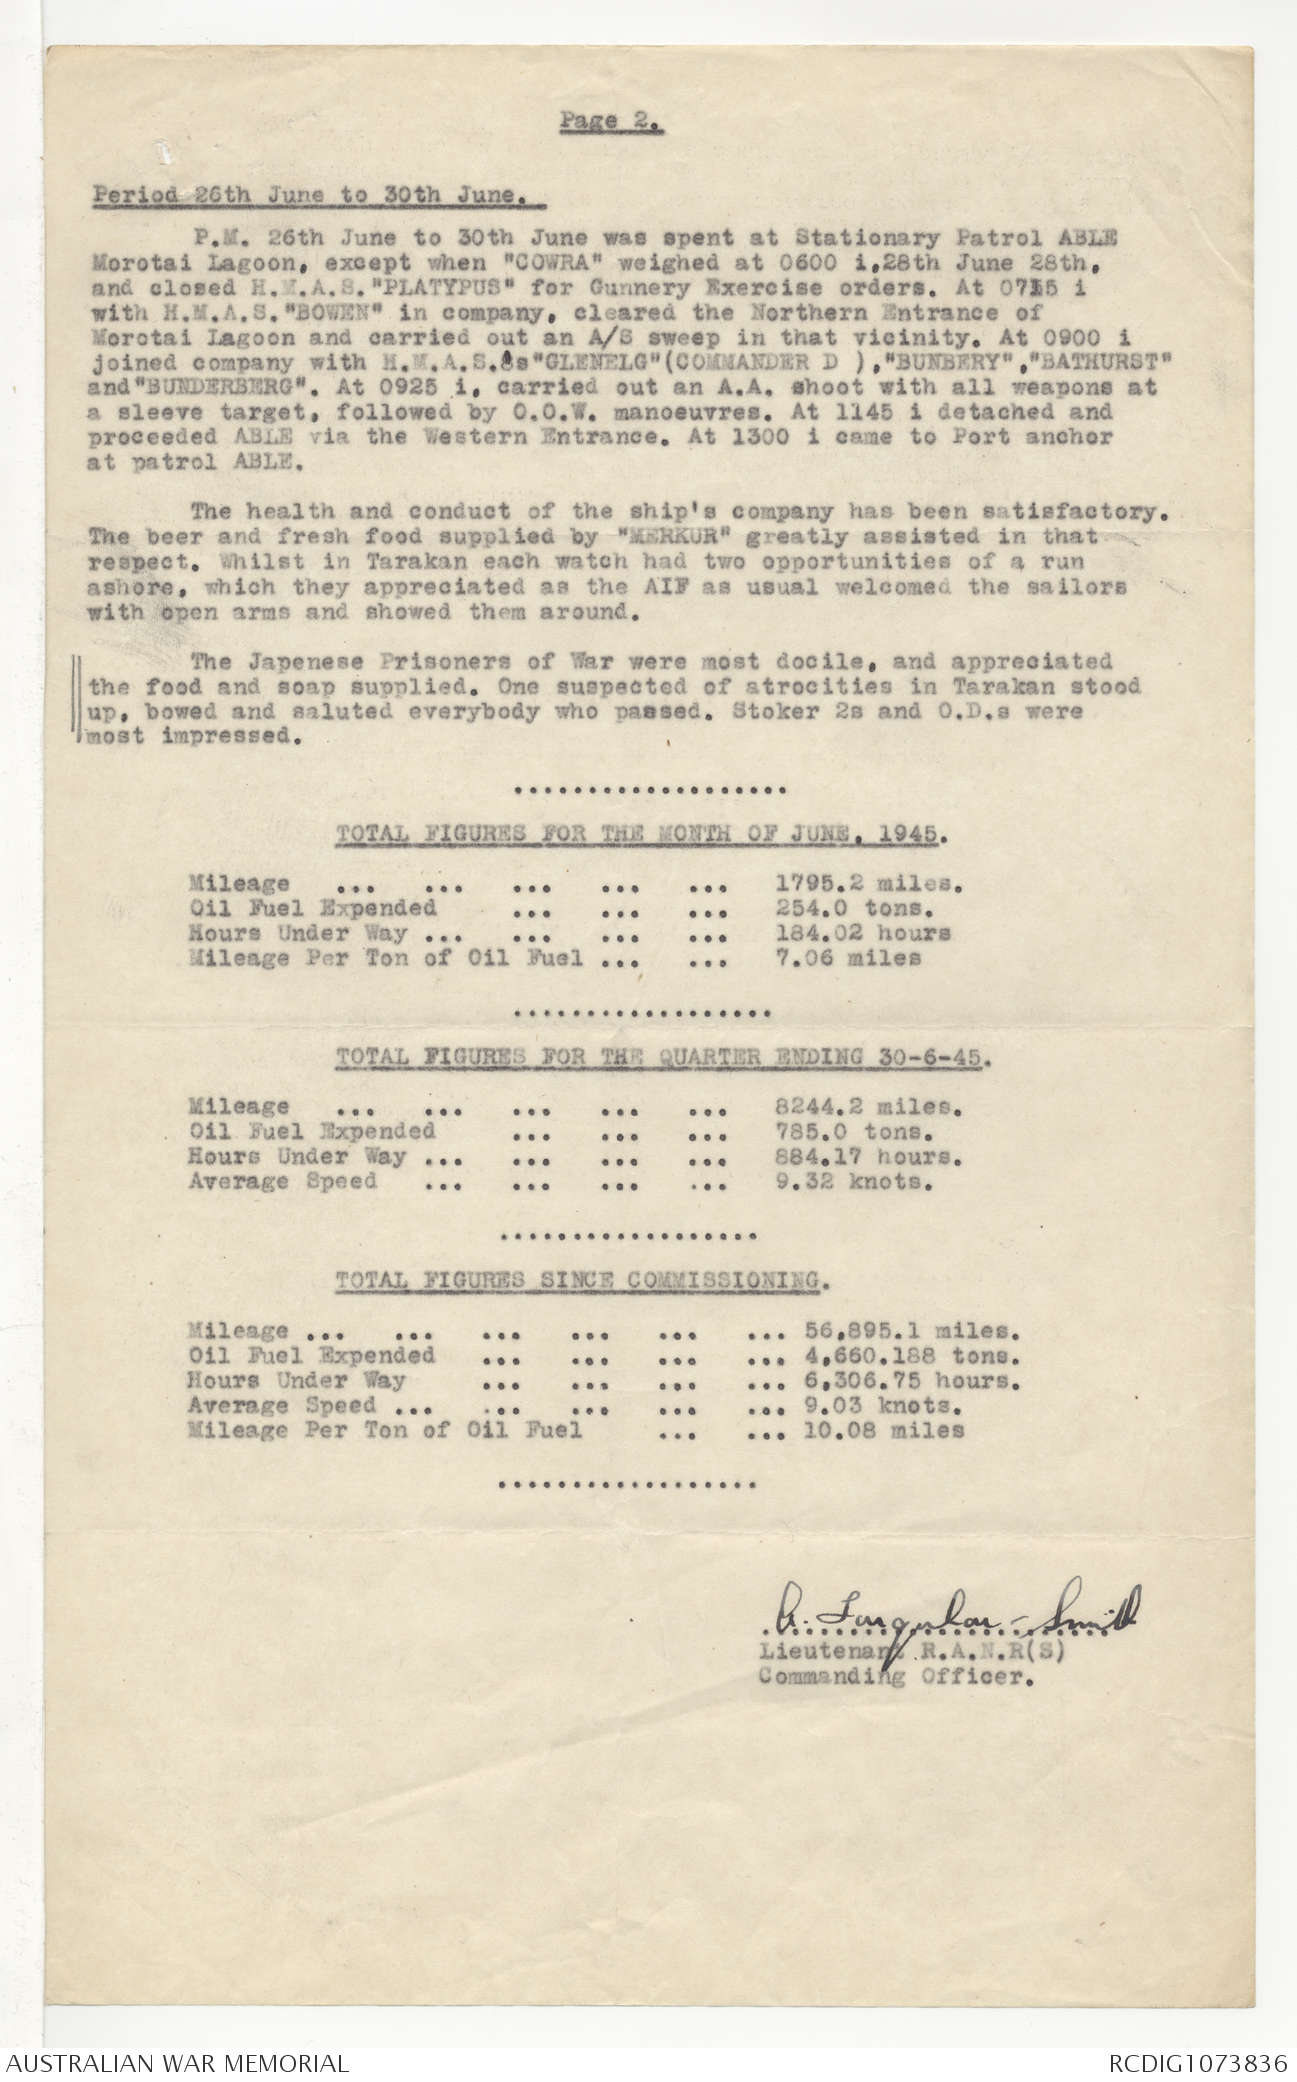 Page 2.
Period 26th June to 30th June.
P.M. 26th June to 30th June was spent at Stationary Patrol ABLE
Morotai Lagoon, except when "COWRA" weighed at 0600 i,28th June 28th,
and closed H.M.A.S."PLATYPUS" for Gunnery Exercise orders. At 0715 i
with H.M.A.S."BOWEN" in company, cleared the Northern Entrance of
Morotai Lagoon and carried out an A/S sweep in that vicinity. At 0900 i
joined company with H.M.A.S.&s"GLENELG"(COMMANDER D ),"BUNBERY","BATHURST"
and"BUNDERBERG". At 0925 i, carried out an A.A. shoot with all weapons at
a sleeve target, followed by O.O.W. manoeuvres. At 1145 i detached and
proceeded ABLE via the Western Entrance. At 1300 i came to Port anchor
at patrol ABLE.
The health and conduct of the ship's company has been satisfactory.
The beer and fresh food supplied by "MERKUR" greatly assisted in that
respect. Whilst in Tarakan each watch had two opportunities of a run
ashore, which they appreciated as the AIF as usual welcomed the sailors
with open arms and showed them around.
The Japenese Prisoners of War were most docile, and appreciated
the food and soap supplied. One suspected of atrocities in Tarakan stood
up, bowed and saluted everybody who passed. Stoker 2s and O.D.s were
most impressed.
...................
TOTAL FIGURES FOR THE MONTH OF JUNE, 1945.
Mileage ... ... ... ... ... 1795.2 miles.
Oil Fuel Expended ... ... ... 254.0 tons.
Hours Under Way ... ... ... ... 184.02 hours
Mileage Per Ton of Oil Fuel ... ... 7.06 miles
..................
TOTAL FIGURES FOR THE QUARTER ENDING 30-6-45.
Mileage ... ... ... ... ... 8244.2 miles.
Oil Fuel Expended ... ... ... 785.0 tons.
Hours Under Way ... ... ... ... 884.17 hours.
Average Speed ... ... ... ... 9.32 knots.
..................
TOTAL FIGURES SINCE COMMISSIONING.
Mileage ... ... ... ... ... ... 56,895.1 miles.
Oil Fuel Expended ... ... ... ... 4,660.188 tons.
Hours Under Way ... ... ... ... 6,306.75 hours.
Average Speed ... ... ... ... ... 9.03 knots.
Mileage Per Ton of Oil Fuel ... ... 10.08 miles
..................
A. Farquhar-Smith
Lieutenant R.A.N.R(S)
Commanding Officer.
AUSTRALIAN WAR MEMORIAL
RCDIG1073836